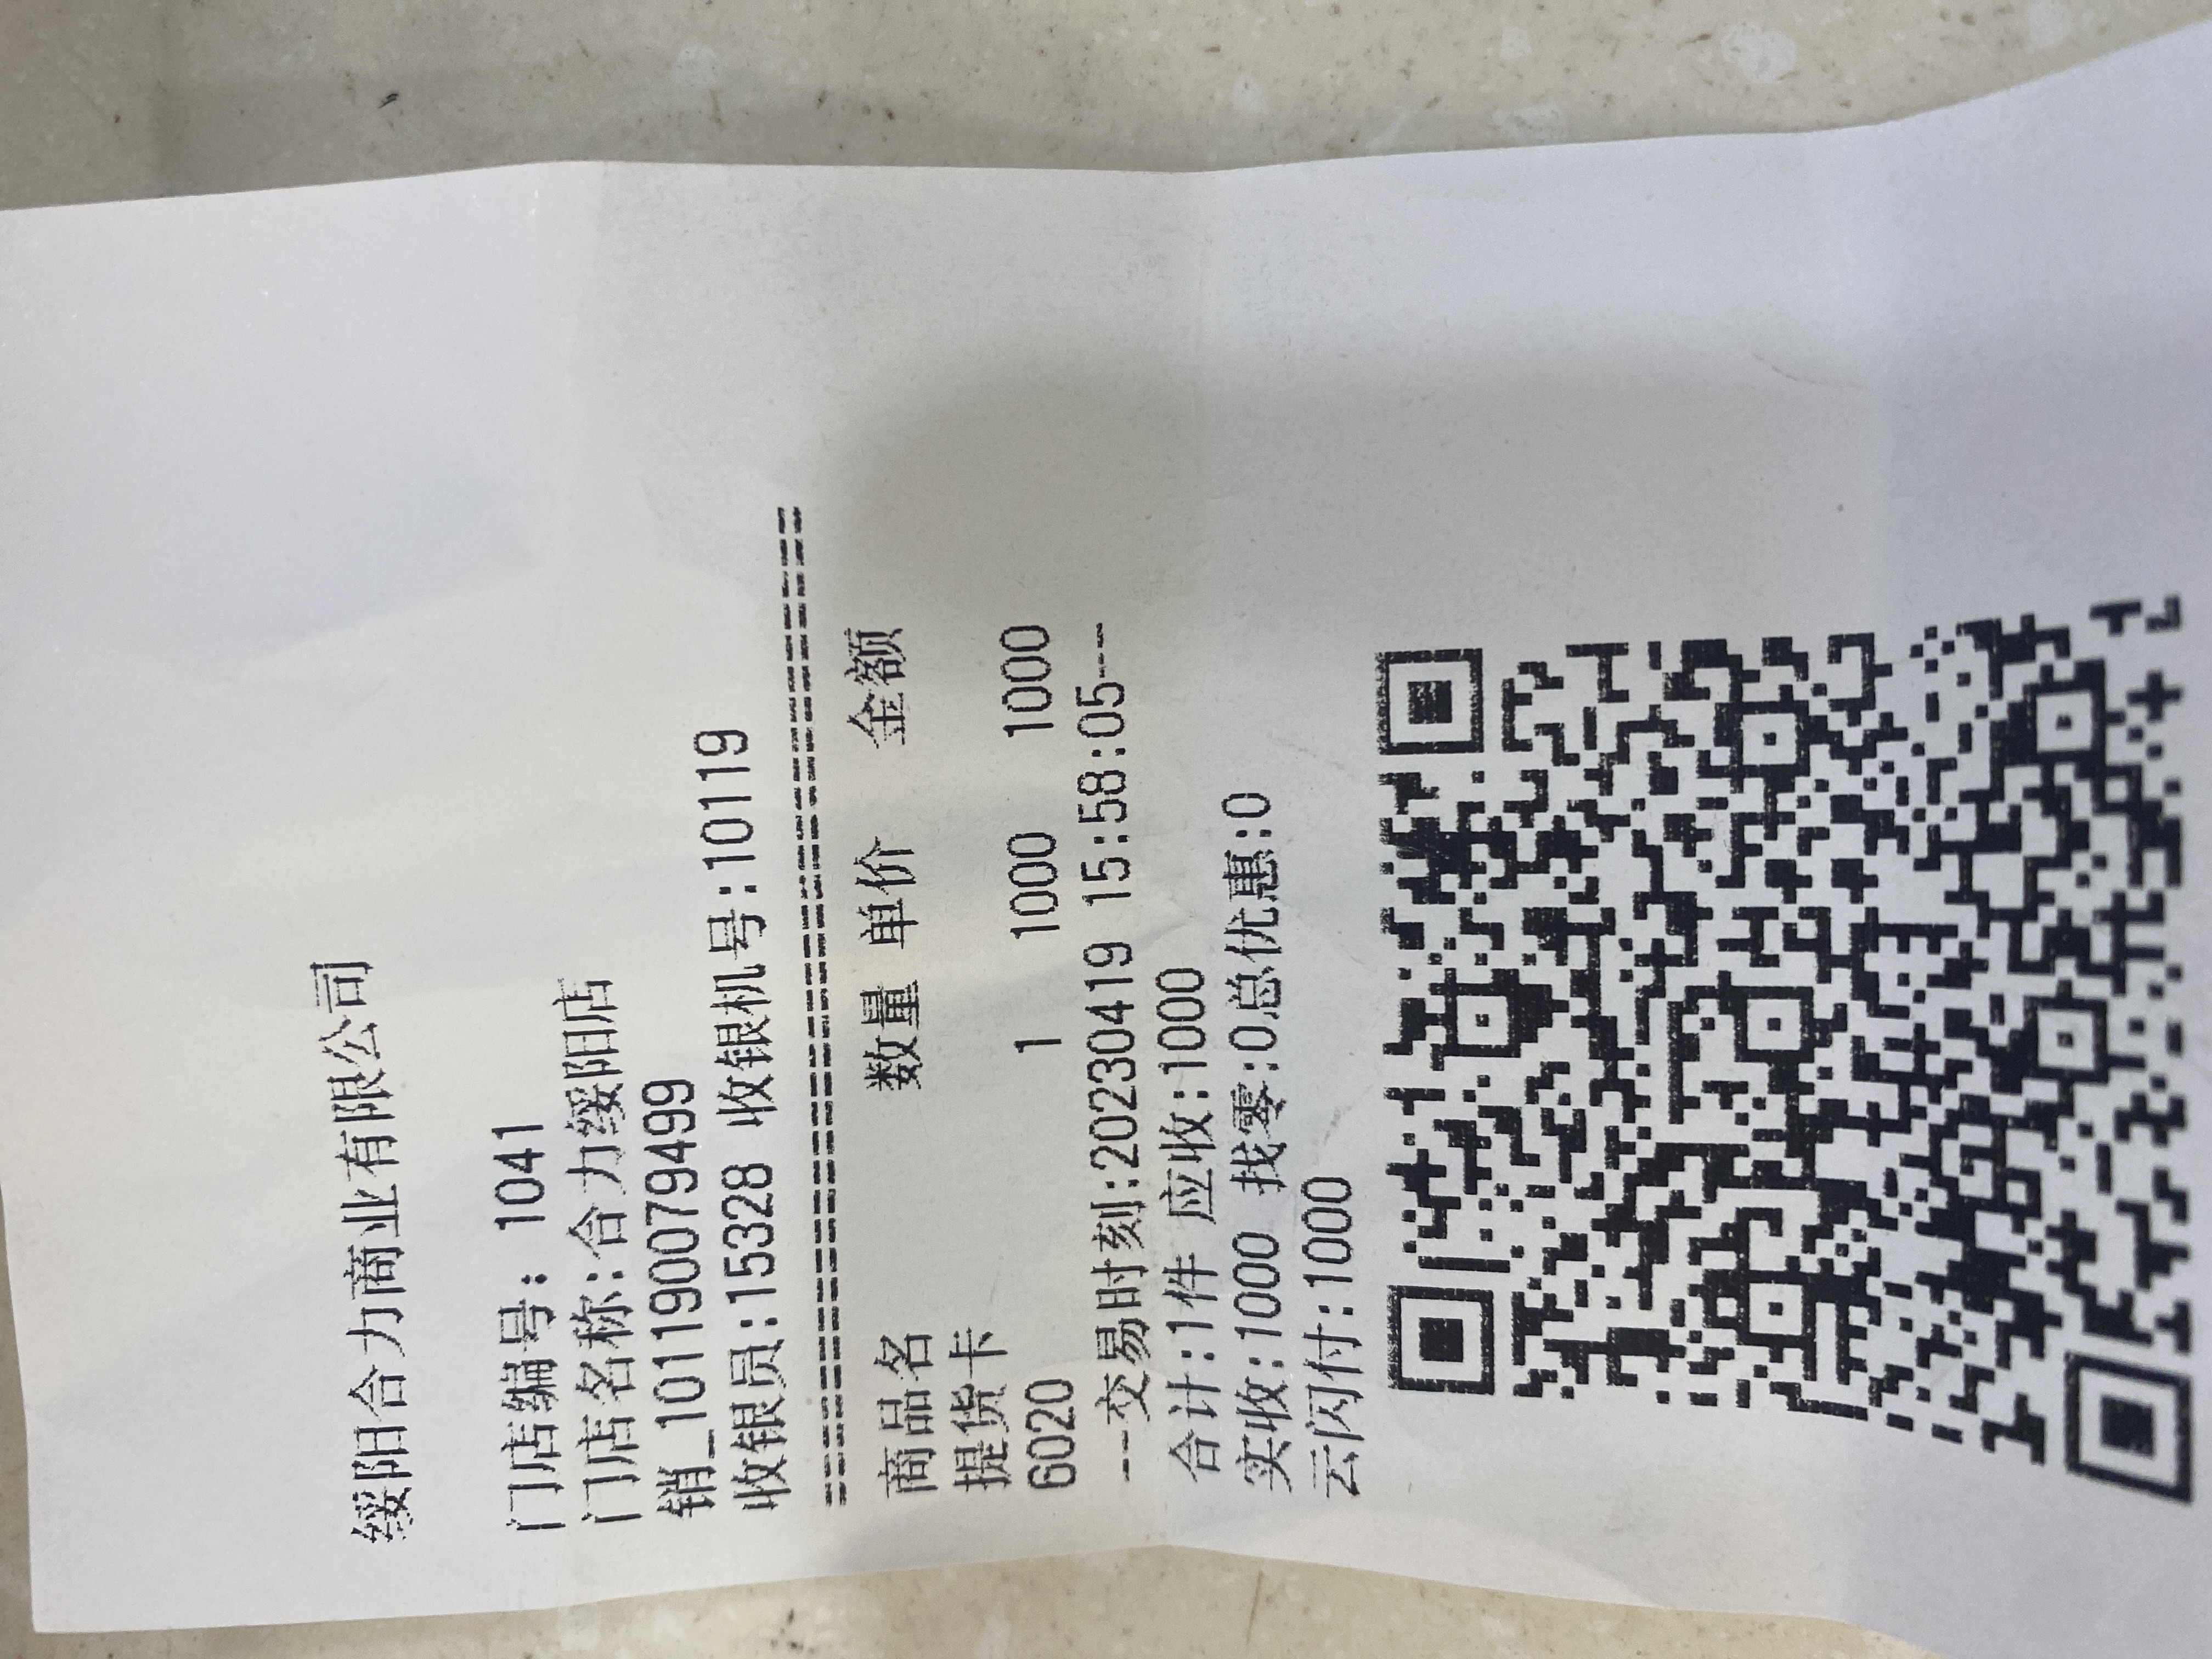 绥阳合力商业有限公司
门店编号: 1041
门店名称:合力绥阳店
销_101190079499
收银员:15328 收银机号:10119
商品名 数量 单价 金额
提货卡
6020 1 1000 1000
---交易时刻:20230419 15:58:05---
合计:1件 应收:1000
实收:1000 找零:0总优惠:0
云闪付:1000